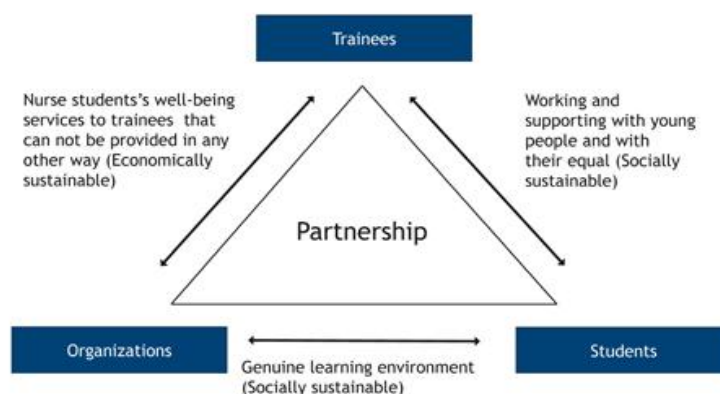 Trainees
Nurse students's well-being
services to trainees that
can not be provided in any
other way (Economically
sustainable)
Working and
supporting with young
people and with
their equal (Socially
sustainable)
Partnership
Organizations
Students
Genuine learning environment
(Socially sustainable)